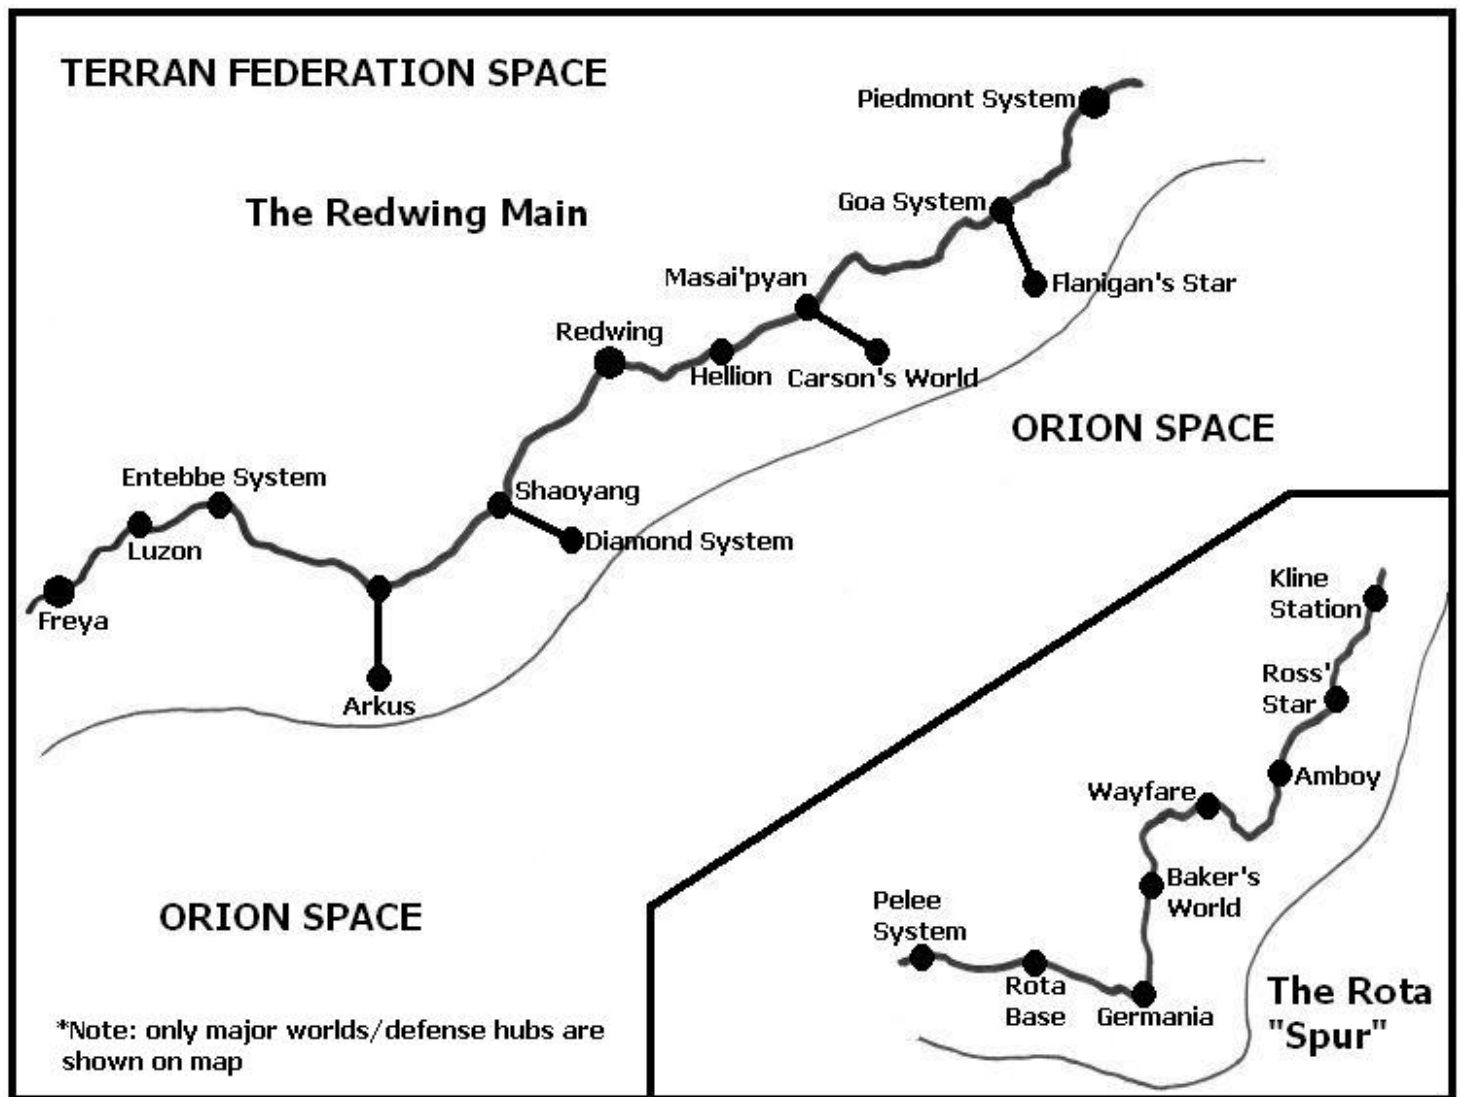 TERRAN FEDERATION SPACE
Piedmont System
The Redwing Main
Goa System
Masai'pyan
Flanigan's Star
Redwing
Hellion
Carson's World
ORION SPACE
Entebbe System
Shaoyang
Luzon
Diamond System
Freya
Arkus
Kline
Station
Ross'
Star
Amboy
Wayfare
Baker's
World
Pelee
System
ORION SPACE
Rota
Base
Germania
The Rota
"Spur"
*Note: only major worlds/defense hubs are
shown on map